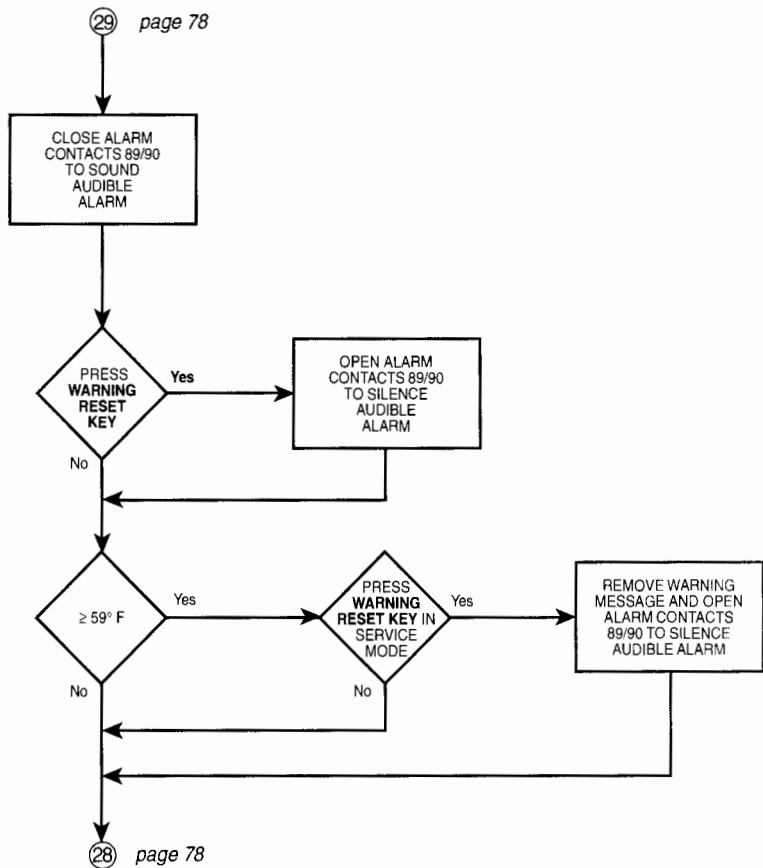 29 page 78
CLOSE ALARM
CONTACTS 89/90
TO SOUND
AUDIBLE
ALARM
PRESS
WARNING
RESET
KEY
Yes
No
OPEN ALARM
CONTACTS 89/90
TO SILENCE
AUDIBLE
ALARM
≥ 59° F
Yes
No
PRESS
WARNING
RESET KEY IN
SERVICE
MODE
Yes
No
REMOVE WARNING
MESSAGE AND OPEN
ALARM CONTACTS
89/90 TO SILENCE
AUDIBLE ALARM
28 page 78